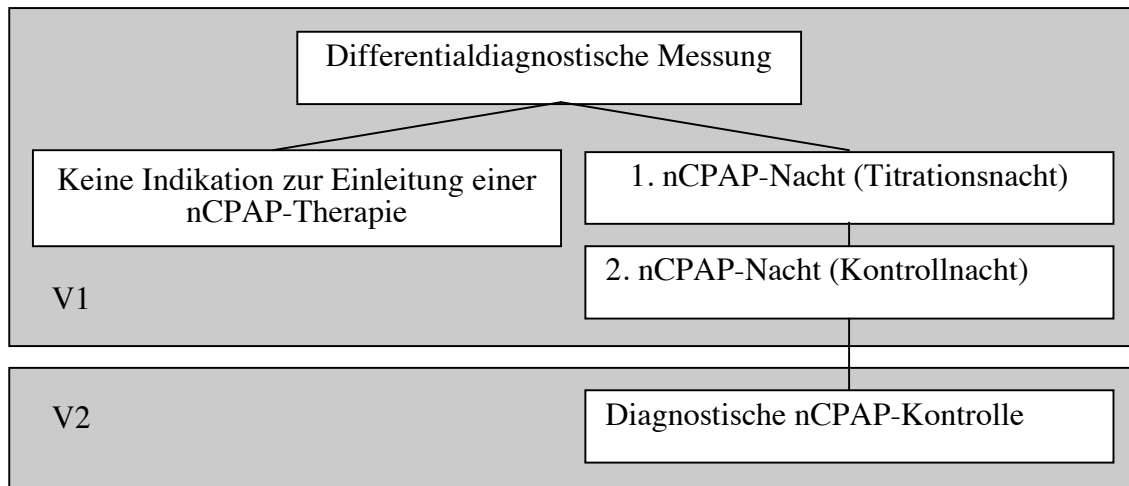 Differentialdiagnostische Messung
Keine Indikation zur Einleitung einer
nCPAP-Therapie
1. nCPAP-Nacht (Titrationsnacht)
2. nCPAP-Nacht (Kontrollnacht)
V1
V2
Diagnostische nCPAP-Kontrolle